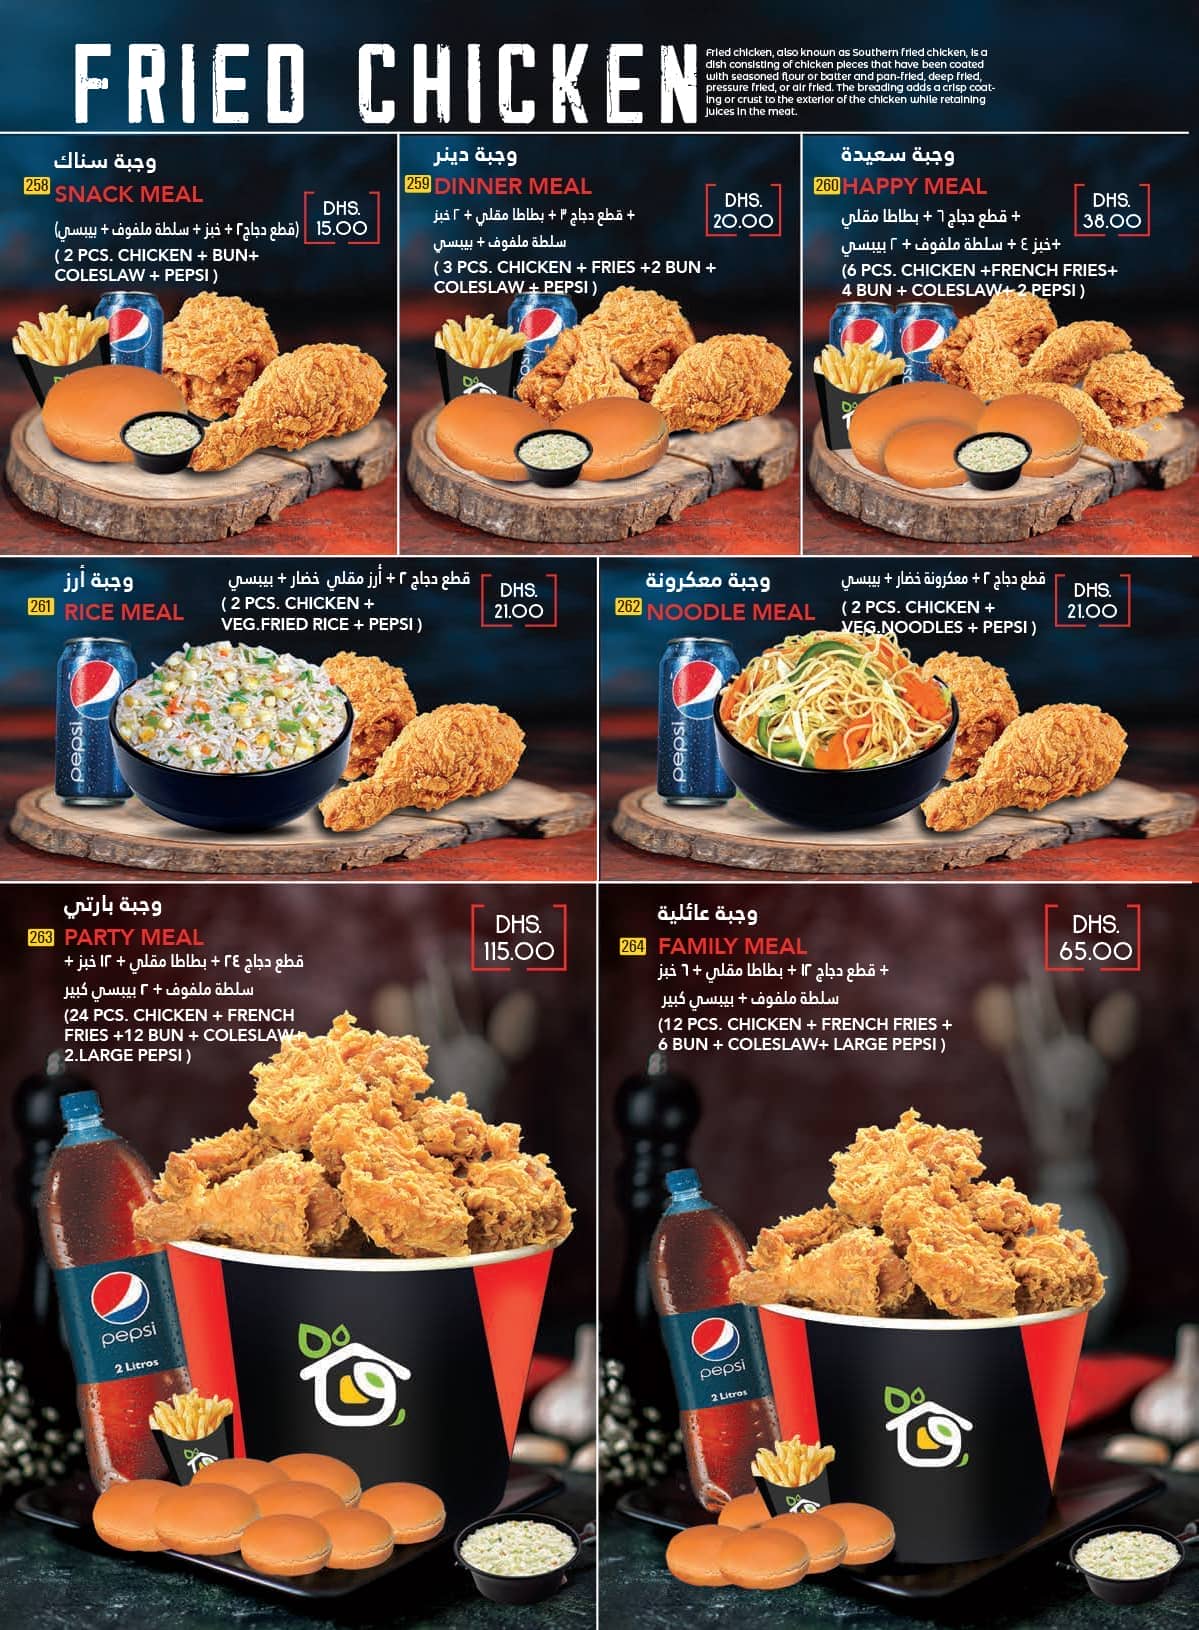 FRIED CHICKEN
Fried chicken, also known as Southern fried chicken, is a
dish consisting of chicken pieces that have been coated
with seasoned flour or batter and pan-fried, deep fried,
pressure fried, or air fried. The breading adds a crisp coat-
ing or crust to the exterior of the chicken while retaining
juices in the meat.
وجبة سناك
258 SNACK MEAL
DHS.
15.00
(قطع دجاج٢ + خبز + سلطة ملفوف + بيبسي)
( 2 PCS. CHICKEN + BUN+
COLESLAW + PEPSI )
pepsi
وجبة دينر
259 DINNER MEAL
DHS.
20.00
+ قطع دجاج ٣ + بطاطا مقلي + ٢ خبز
سلطة ملفوف + بيبسي
( 3 PCS. CHICKEN + FRIES +2 BUN +
COLESLAW + PEPSI )
pepsi
وجبة سعيدة
260 HAPPY MEAL
DHS.
38.00
+ قطع دجاج ٦ + بطاطا مقلي
+خبز ٤ + سلطة ملفوف + ٢ بيبسي
(6 PCS. CHICKEN +FRENCH FRIES+
4 BUN + COLESLAW+ 2 PEPSI )
pepsi
وجبة أرز
261 RICE MEAL
قطع دجاج ٢ + أرز مقلي خضار + بيبسي
( 2 PCS. CHICKEN +
VEG.FRIED RICE + PEPSI )
DHS.
21.00
pepsi
وجبة معكرونة
262 NOODLE MEAL
قطع دجاج ٢ + معكرونة خضار + بيبسي
( 2 PCS. CHICKEN +
VEG.NOODLES + PEPSI )
DHS.
21.00
pepsi
وجبة بارتي
263 PARTY MEAL
DHS.
115.00
قطع دجاج ٢٤ + بطاطا مقلي + ١٢ خبز +
سلطة ملفوف + ٢ بيبسي كبير
(24 PCS. CHICKEN + FRENCH
FRIES +12 BUN + COLESLAW+
2.LARGE PEPSI )
pepsi
2 Litros
وجبة عائلية
264 FAMILY MEAL
DHS.
65.00
+ قطع دجاج ١٢ + بطاطا مقلي + ٦ خبز
سلطة ملفوف + بيبسي كبير
(12 PCS. CHICKEN + FRENCH FRIES +
6 BUN + COLESLAW+ LARGE PEPSI )
pepsi
2 Litros